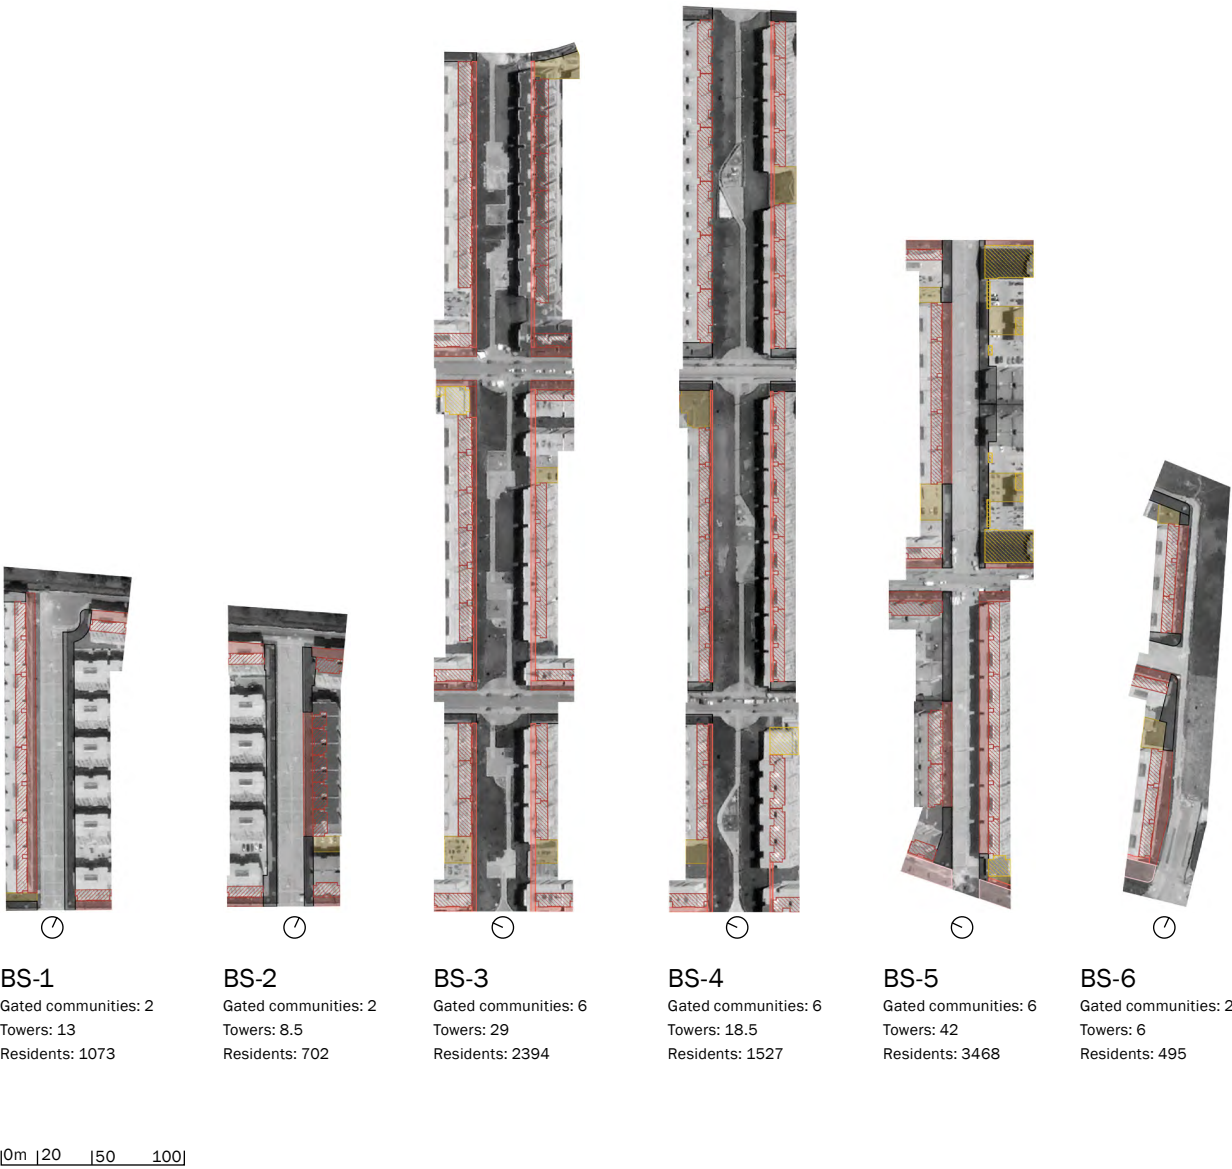 BS-1
Gated communities: 2
Towers: 13
Residents: 1073
BS-2
Gated communities: 2
Towers: 8.5
Residents: 702
BS-3
Gated communities: 6
Towers: 29
Residents: 2394
BS-4
Gated communities: 6
Towers: 18.5
Residents: 1527
BS-5
Gated communities: 6
Towers: 42
Residents: 3468
BS-6
Gated communities: 2
Towers: 6
Residents: 495
0m 20 50 100